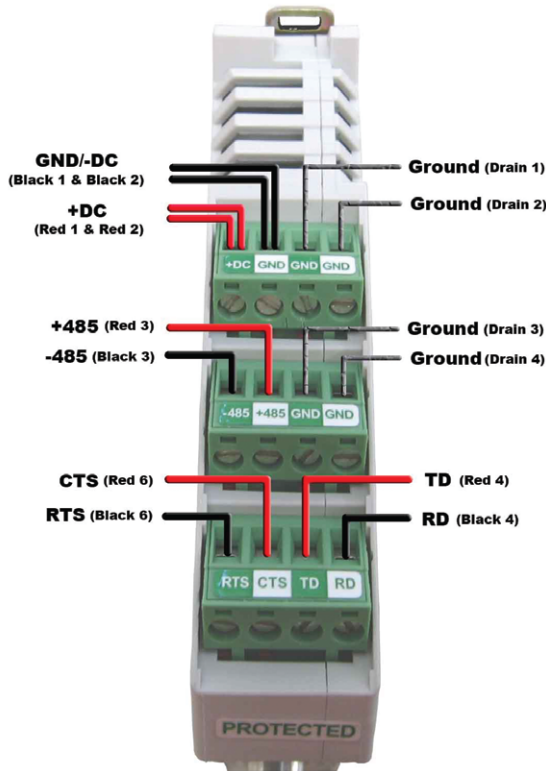 GND/-DC
(Black 1 & Black 2)
+DC
(Red 1 & Red 2)
Ground (Drain 1)
Ground (Drain 2)
+DC GND GND GND
+485 (Red 3)
-485 (Black 3)
Ground (Drain 3)
Ground (Drain 4)
-485 +485 GND GND
CTS (Red 6)
RTS (Black 6)
TD (Red 4)
RD (Black 4)
RTS CTS TD RD
PROTECTED